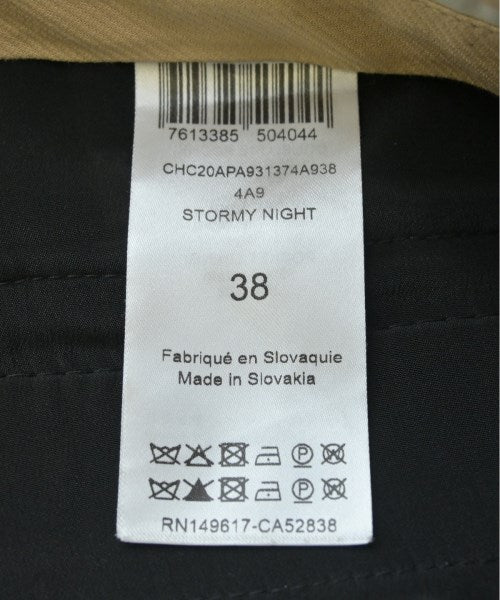 7613385 504044
CHC20APA931374A938
4A9
STORMY NIGHT
38
Fabriqué en Slovaquie
Made in Slovakia
P
P
RN149617-CA52838